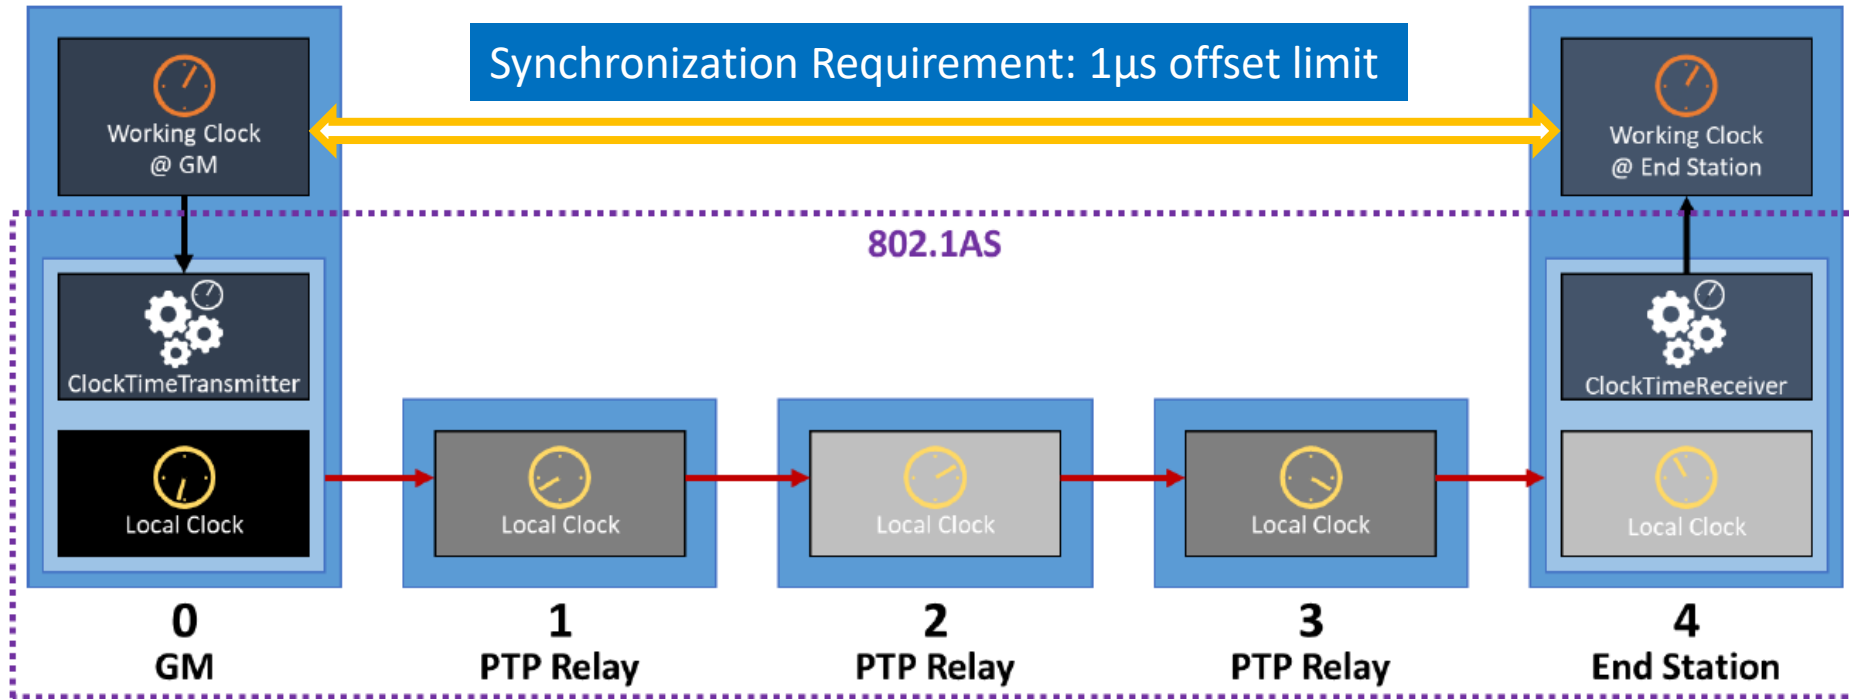 Synchronization Requirement: 1µs offset limit
Working Clock
@ GM
Working Clock
@ End Station
802.1AS
ClockTimeTransmitter
ClockTimeReceiver
Local Clock
Local Clock
Local Clock
Local Clock
Local Clock
0
GM
1
PTP Relay
2
PTP Relay
3
PTP Relay
4
End Station